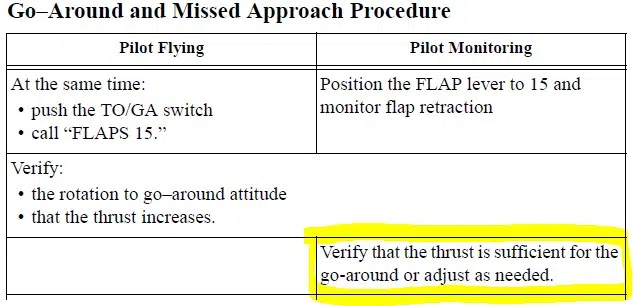 Go–Around and Missed Approach Procedure
Pilot Flying
Pilot Monitoring
At the same time:
• push the TO/GA switch
• call “FLAPS 15.”
Position the FLAP lever to 15 and
monitor flap retraction
Verify:
• the rotation to go–around attitude
• that the thrust increases.
Verify that the thrust is sufficient for the
go-around or adjust as needed.